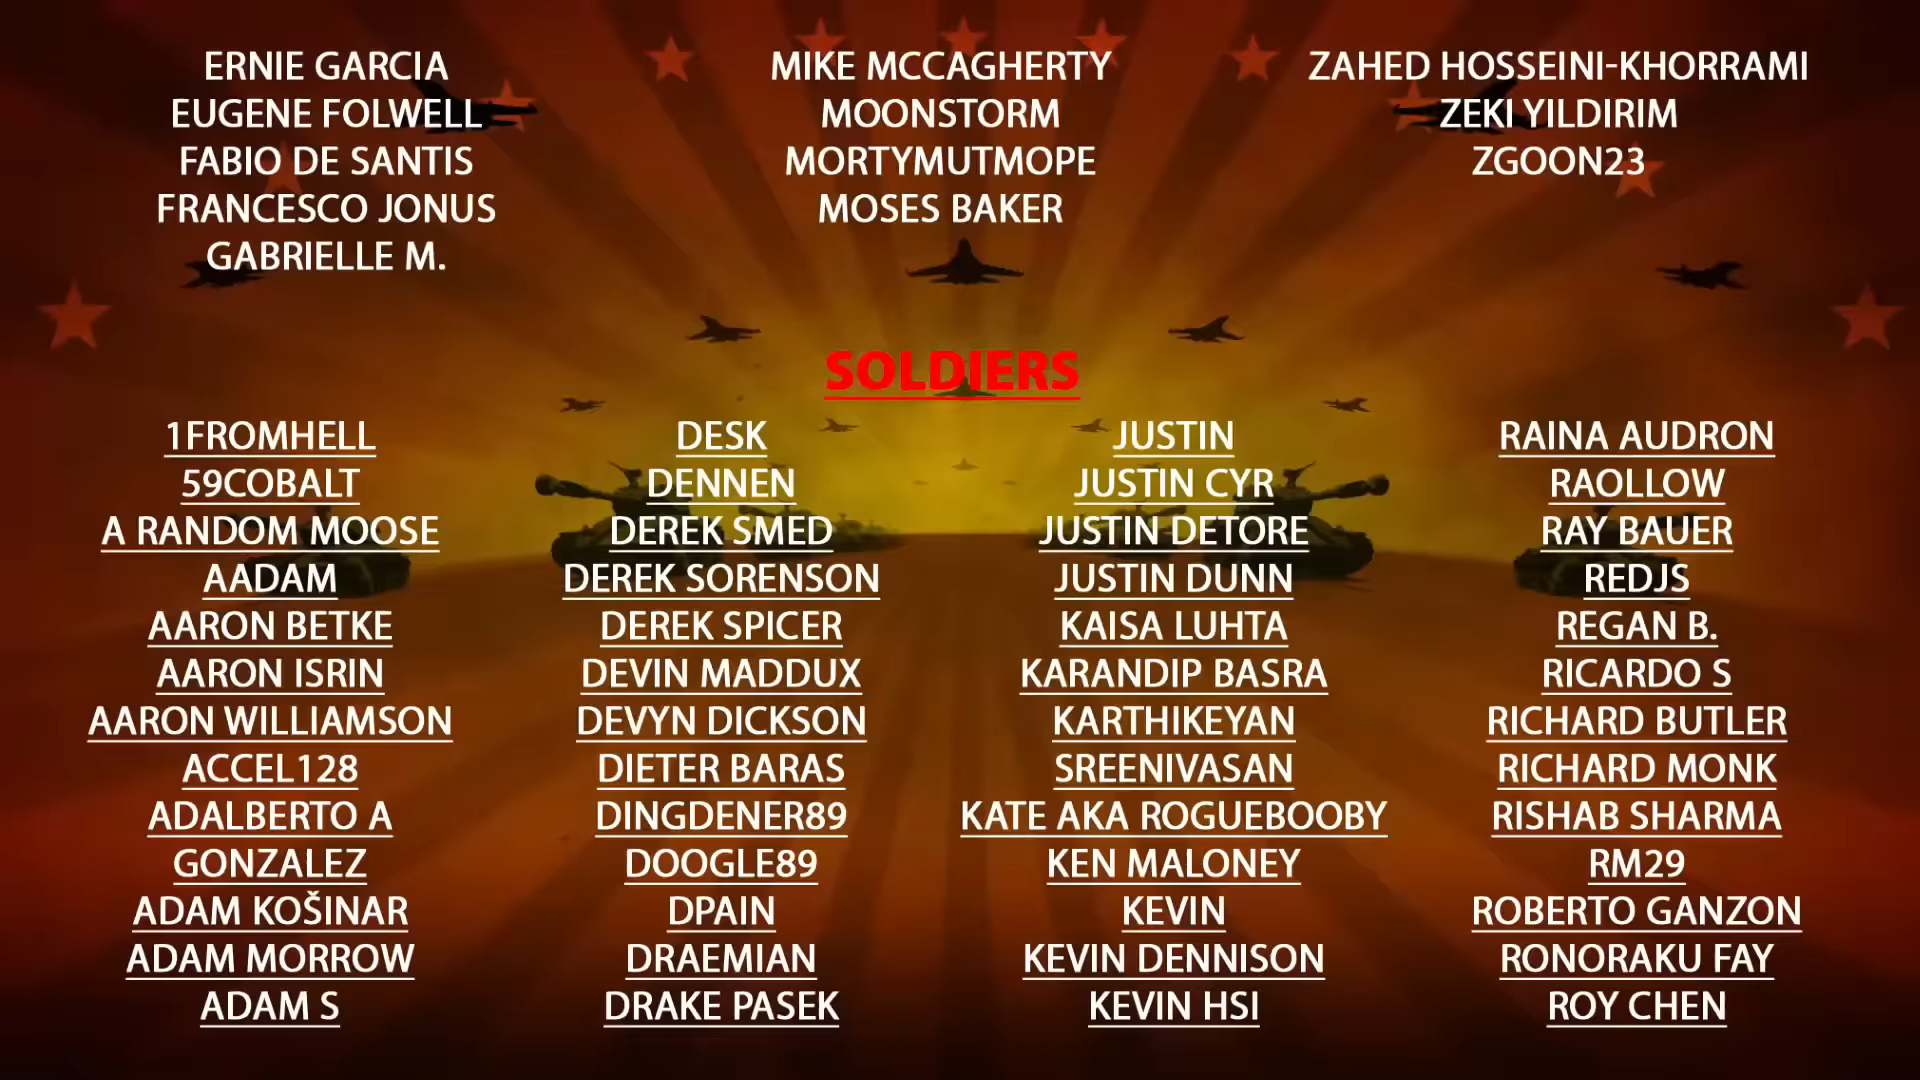 ERNIE GARCIA
EUGENE FOLWELL
FABIO DE SANTIS
FRANCESCO JONUS
GABRIELLE M.
MIKE MCCAGHERTY
MOONSTORM
MORTYMUTMOPE
MOSES BAKER
ZAHED HOSSEINI-KHORRAMI
ZEKI YILDIRIM
ZGOON23
SOLDIERS
1FROMHELL
59COBALT
A RANDOM MOOSE
AADAM
AARON BETKE
AARON ISRIN
AARON WILLIAMSON
ACCEL128
ADALBERTO A
GONZALEZ
ADAM KOŠINAR
ADAM MORROW
ADAM S
DESK
DENNEN
DEREK SMED
DEREK SORENSON
DEREK SPICER
DEVIN MADDUX
DEVYN DICKSON
DIETER BARAS
DINGDENER89
DOOGLE89
DPAIN
DRAEMIAN
DRAKE PASEK
JUSTIN
JUSTIN CYR
JUSTIN DETORE
JUSTIN DUNN
KAISA LUHTA
KARANDIP BASRA
KARTHIKEYAN
SREENIVASAN
KATE AKA ROGUEBOOBY
KEN MALONEY
KEVIN
KEVIN DENNISON
KEVIN HSI
RAINA AUDRON
RAOLLOW
RAY BAUER
REDJS
REGAN B.
RICARDO S
RICHARD BUTLER
RICHARD MONK
RISHAB SHARMA
RM29
ROBERTO GANZON
RONORAKU FAY
ROY CHEN